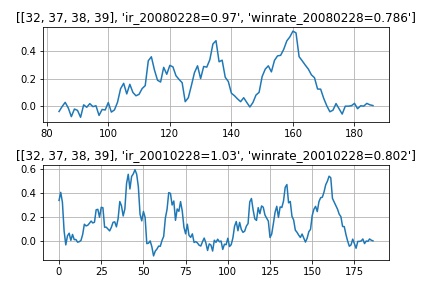 [[32, 37, 38, 39], 'ir_20080228=0.97', 'winrate_20080228=0.786']
0.4
0.2
0.0
80 100 120 140 160 180
[[32, 37, 38, 39], 'ir_20010228=1.03', 'winrate_20010228=0.802']
0.6
0.4
0.2
0.0
0 25 50 75 100 125 150 175